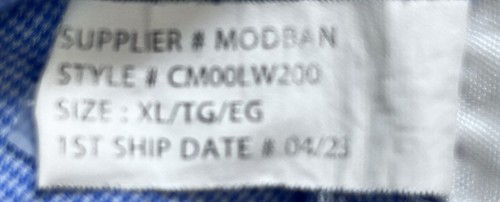 SUPPLIER # MODBAN
STYLE # CM00LW200
SIZE : XL/TG/EG
1ST SHIP DATE # 04/23